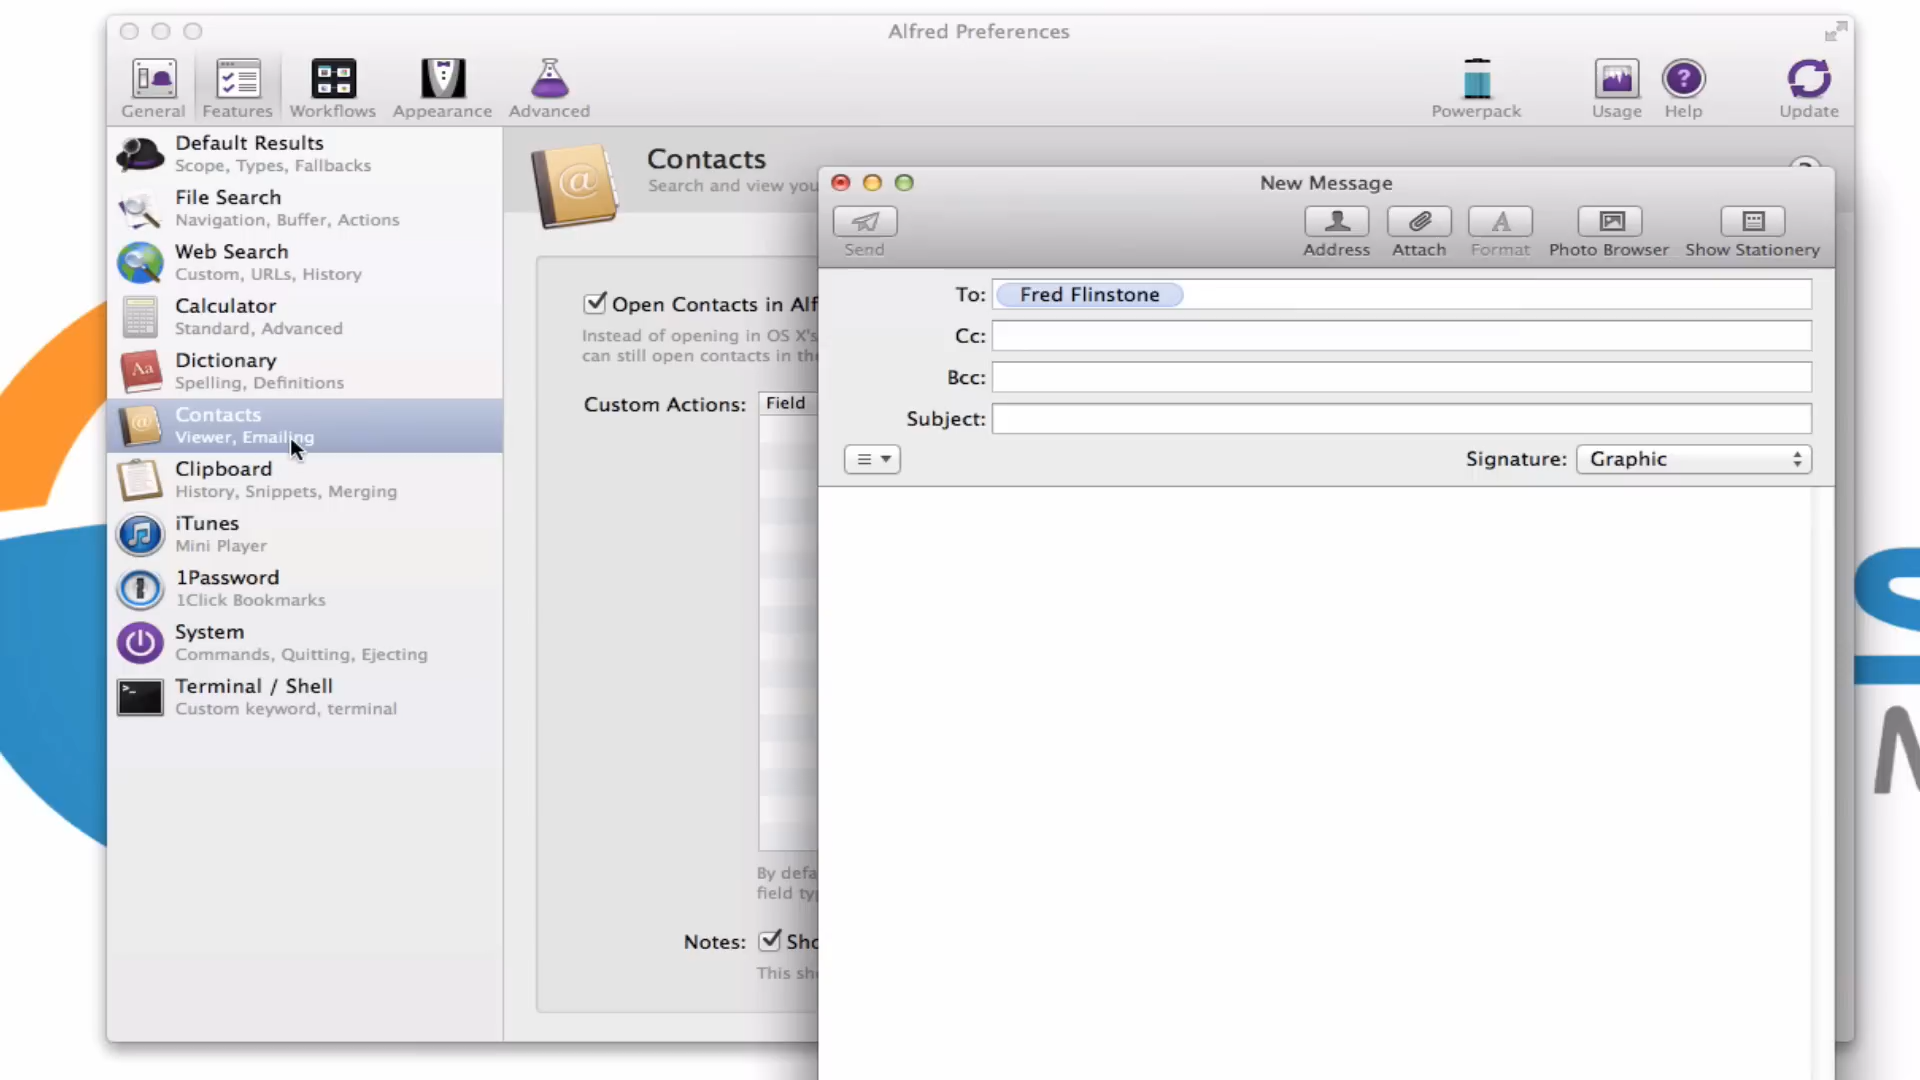 Alfred Preferences
General
Features
Workflows
Appearance
Advanced
Powerpack
Usage
Help
Update
Default Results
Scope, Types, Fallbacks
File Search
Navigation, Buffer, Actions
Web Search
Custom, URLs, History
Calculator
Standard, Advanced
Dictionary
Spelling, Definitions
Contacts
Viewer, Emailing
Clipboard
History, Snippets, Merging
iTunes
Mini Player
1Password
1Click Bookmarks
System
Commands, Quitting, Ejecting
Terminal / Shell
Custom keyword, terminal
Contacts
Search and view you
Open Contacts in Alf
Instead of opening in OS X's
can still open contacts in the
Custom Actions:
Field
By defa
field typ
Notes:
Sho
This sh
New Message
Send
Address
Attach
Format
Photo Browser
Show Stationery
To: Fred Flinstone
Cc:
Bcc:
Subject:
Signature: Graphic